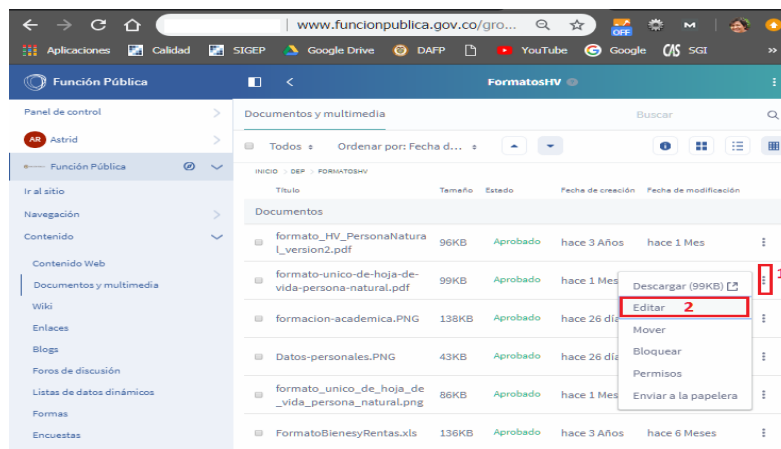 www.funcionpublica.gov.co/gro...
OFF
M
Aplicaciones Calidad SIGEP Google Drive DAFP YouTube Google CAS SGI »
Función Pública
FormatosHV
Panel de control
AR Astrid
Función Pública
Ir al sitio
Navegación
Contenido
Contenido Web
Documentos y multimedia
Wiki
Enlaces
Blogs
Foros de discusión
Listas de datos dinámicos
Formas
Encuestas
Documentos y multimedia
Buscar
Todos
Ordenar por: Fecha d...
INICIO > DEP > FORMATOSHV
Título Tamaño Estado Fecha de creación Fecha de modificación
Documentos
formato_HV_PersonaNatura
l_version2.pdf
96KB Aprobado hace 3 Años hace 1 Mes
formato-unico-de-hoja-de-
vida-persona-natural.pdf
99KB Aprobado hace 1 Mes
1
formacion-academica.PNG 138KB Aprobado hace 26 día
Datos-personales.PNG 43KB Aprobado hace 26 día
formato_unico_de_hoja_de
_vida_persona_natural.png
86KB Aprobado hace 1 Mes
FormatoBienesyRentas.xls 136KB Aprobado hace 3 Años hace 6 Meses
Descargar (99KB)
Editar 2
Mover
Bloquear
Permisos
Enviar a la papelera